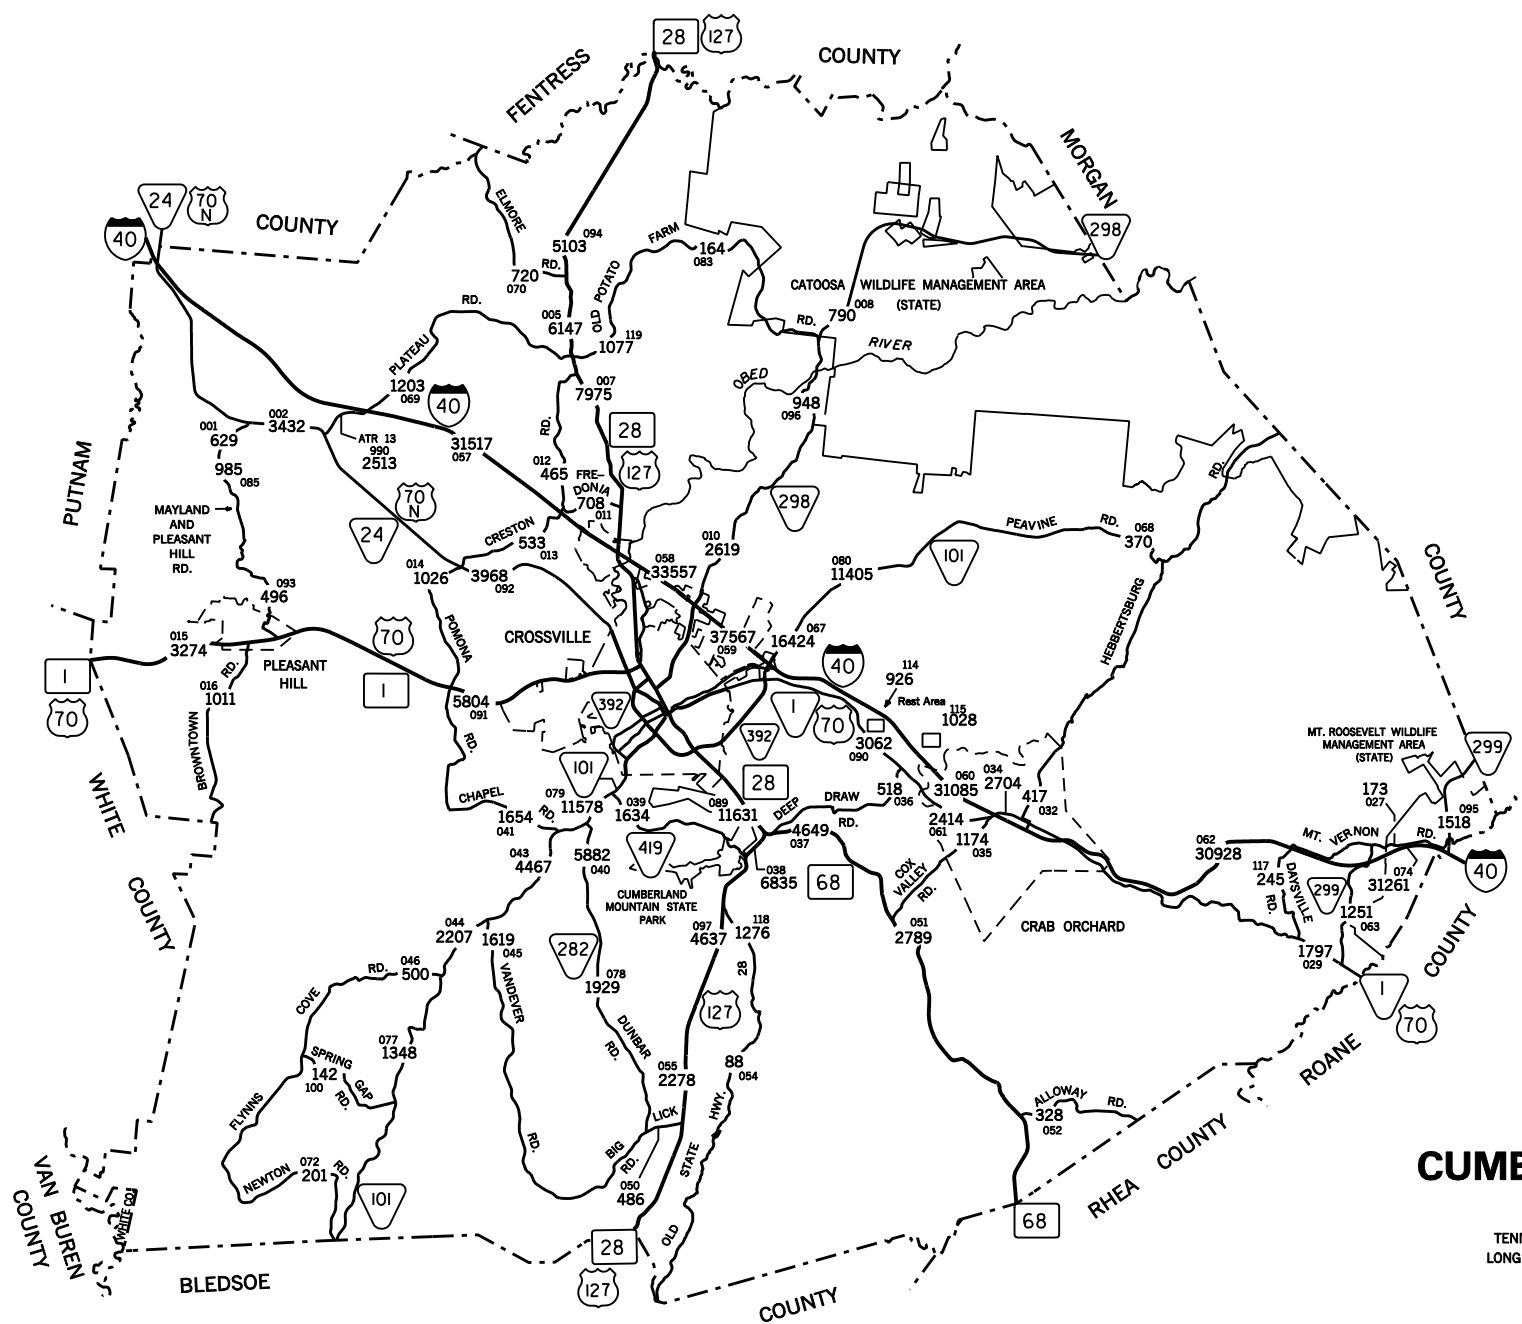 28
127
COUNTY
FENTRESS
MORGAN
24
70
N
40
COUNTY
298
ELMORE
5103
094
FARM
164
083
720
RD.
070
OLD POTATO
CATOOSA WILDLIFE MANAGEMENT AREA
(STATE)
790
008
RD.
RD.
005
6147
119
1077
PLATEAU
RIVER
OBED
1203
069
40
007
7975
948
096
28
127
001
629
002
3432
ATR 13
990
2513
31517
057
RD.
PUTNAM
985
085
012
465
FRE-
DONIA
708
011
RD.
MAYLAND
AND
PLEASANT
HILL
RD.
70
N
24
298
CRESTON
533
013
010
2619
PEAVINE
RD.
068
370
101
COUNTY
014
1026
3968
092
058
33557
080
11405
093
496
HEBBERTSBURG
POMONA
CROSSVILLE
37567
059
16424
067
015
3274
70
1
70
PLEASANT
HILL
1
RD.
016
1011
40
114
926
Rest Area
115
1028
5804
091
392
1
70
392
3062
090
RD.
BROWNTOWN
MT. ROOSEVELT WILDLIFE
MANAGEMENT AREA
(STATE)
299
101
28
WHITE
CHAPEL
RD.
1654
041
079
11578
039
1634
089
11631
DEEP
DRAW
RD.
518
036
060
31085
034
2704
417
032
173
027
095
1518
4649
037
2414
061
1174
035
MT. VERNON RD.
062
30928
043
4467
5882
040
419
038
6835
68
COX
VALLEY
RD.
117
245
DAYSVILLE
RD.
299
074
31261
40
CUMBERLAND
MOUNTAIN STATE
PARK
COUNTY
044
2207
1619
045
097
4637
118
1276
051
2789
CRAB ORCHARD
1251
063
1797
029
COUNTY
282
28
046
500
RD.
COVE
VANDEVER
078
1929
127
1
70
DUNBAR
RD.
077
1348
SPRING
GAP
RD.
142
100
055
2278
88
054
HWY.
ROANE
FLYNNS
LICK
ALLOWAY
RD.
328
052
RD.
BIG
RD.
STATE
RHEA COUNTY
CUMB
NEWTON
072
201
RD.
050
486
VAN BUREN
COUNTY
WHITE CO.
101
68
OLD
28
127
TENN
LONG
BLEDSOE
COUNTY